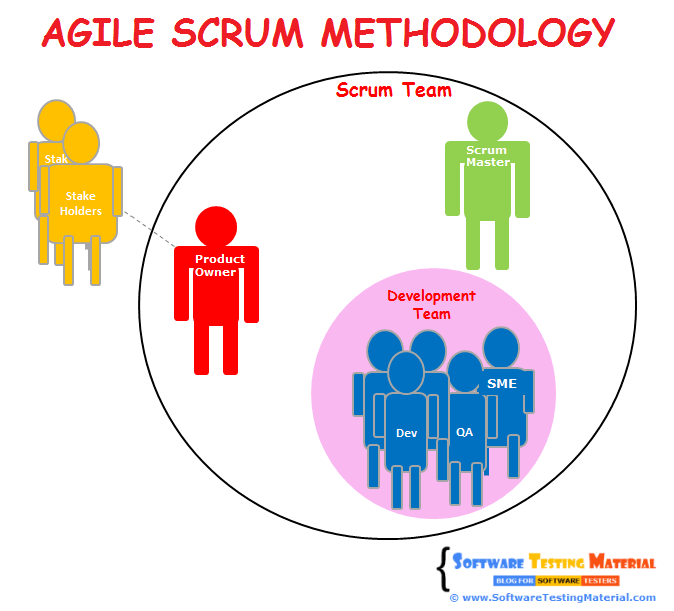 AGILE SCRUM METHODOLOGY
Scrum Team
Scrum
Master
Stak
Stake
Holders
Product
Owner
Development
Team
SME
Dev
QA
{ SOFTWARE TESTING MATERIAL
BLOG FOR SOFTWARE TESTERS
© www.SoftwareTestingMaterial.com